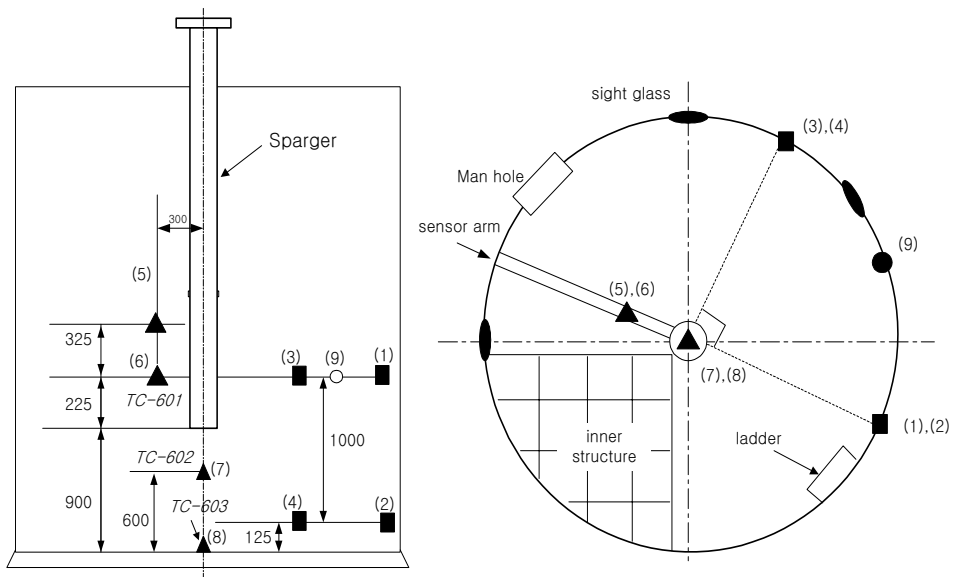 Sparger
300
(5)
325
(6)
(3)
(9)
(1)
TC-601
225
1000
TC-602
(7)
900
TC-603
600
(4)
(2)
(8)
125
sight glass
(3),(4)
Man hole
sensor arm
(9)
(5),(6)
(7),(8)
(1),(2)
ladder
inner
structure